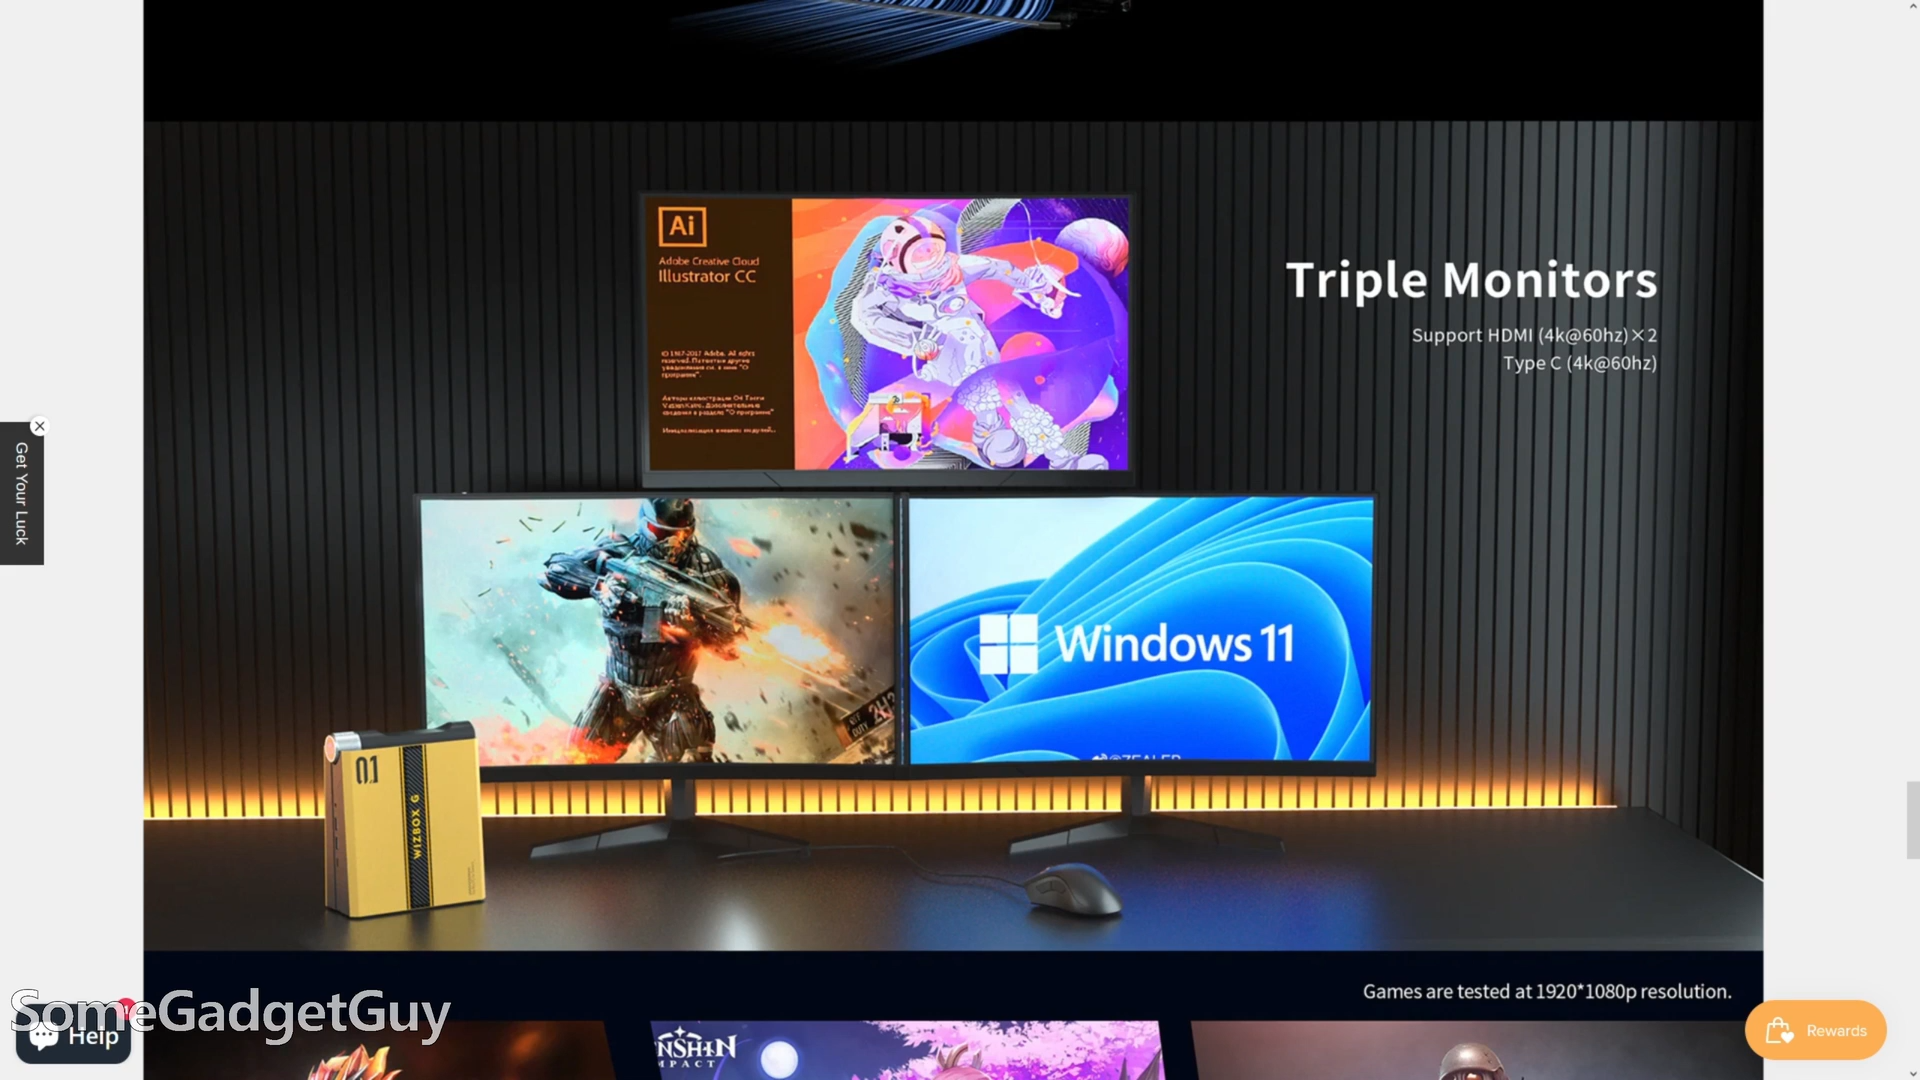 Ai
Adobe Creative Cloud
Illustrator CC
Triple Monitors
Support HDMI (4k@60hz)×2
Type C (4k@60hz)
Get Your Luck
Windows 11
01
WIZBOX G
Games are tested at 1920*1080p resolution.
SomeGadgetGuy
Help
Rewards